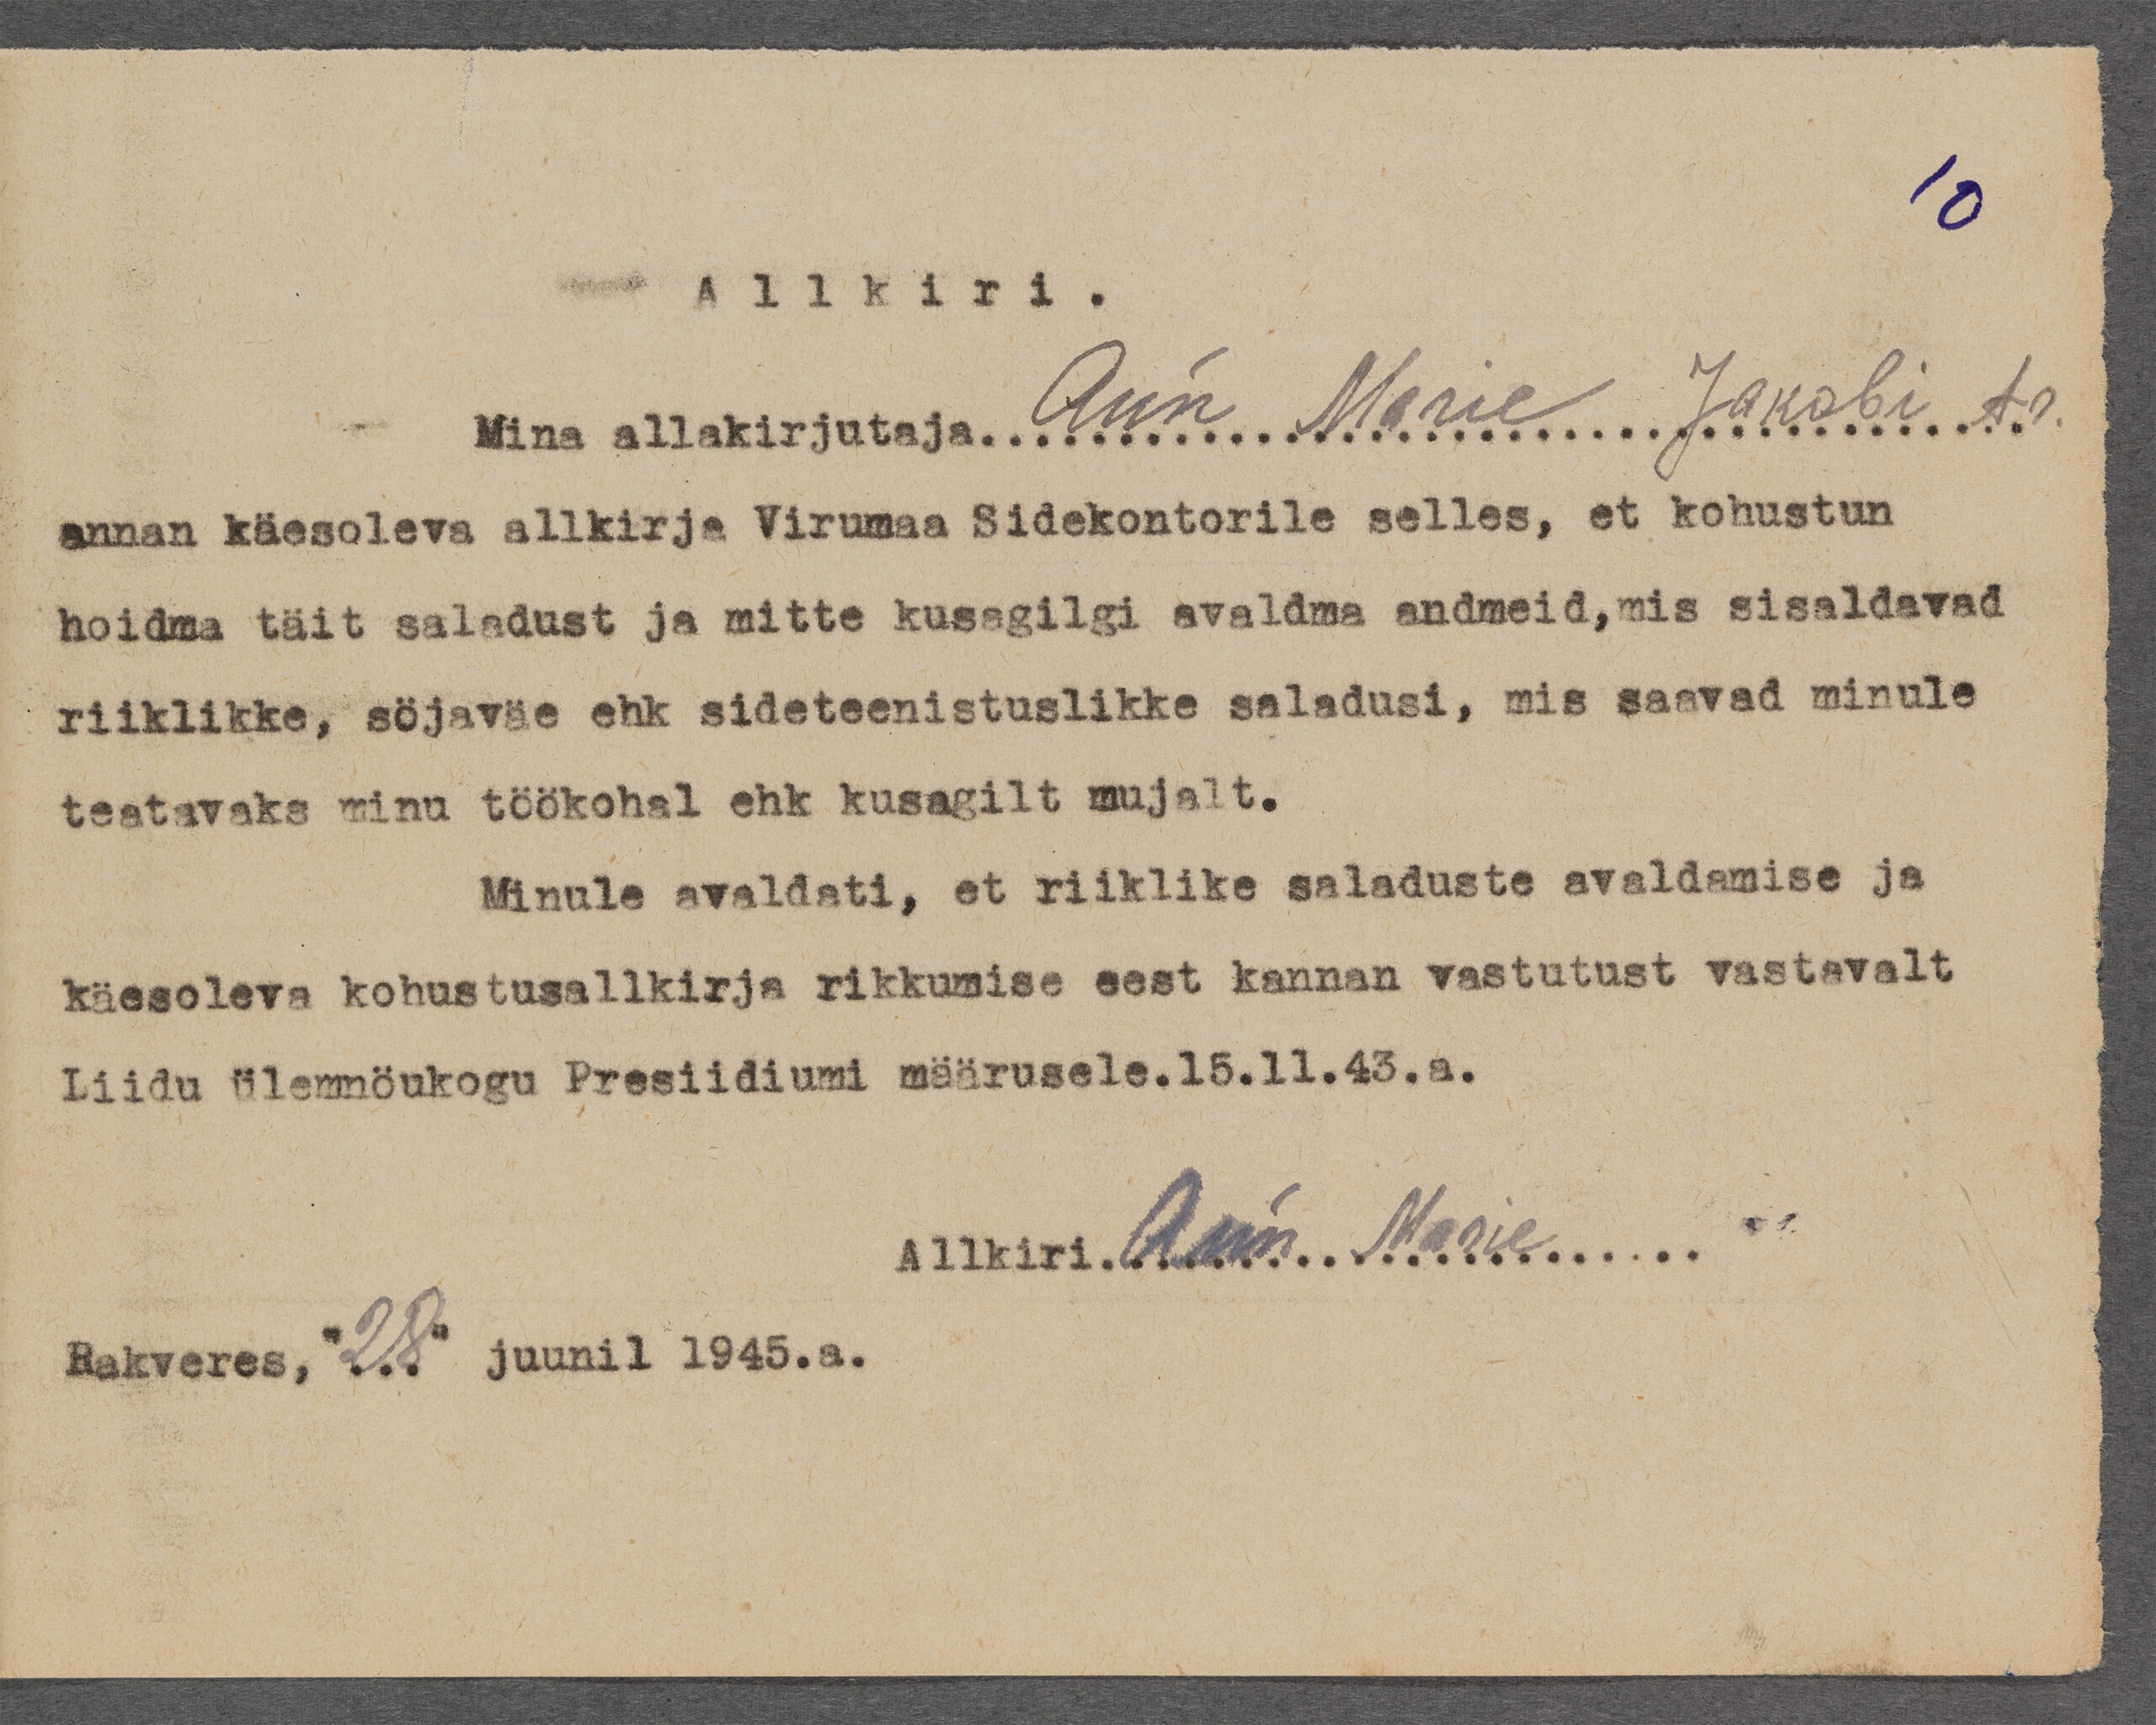 10
Allkiri.
Mina allakirjutaja....Marie....Jakobi tr.
annan käesoleva allkirja Virumaa Sidekontorile selles, et kohustun
hoidma täit saladust ja mitte kusagilgi avaldma andmeid,mis sisaldavad
riiklikke, söjaväe ehk sideteenistuslikke saladusi, mis saavad minule
teatavaks minu töökohal ehk kusagilt mujalt.
Minule avaldati, et riiklike saladuste avaldamise ja
käesoleva kohustusallkirja rikkumise eest kannan vastutust vastavalt
Liidu ülemnöukogu Presiidiumi määrusele.15.11.43.a.
Allkiri....Marie......
Rakveres,"28" juunil 1945.a.